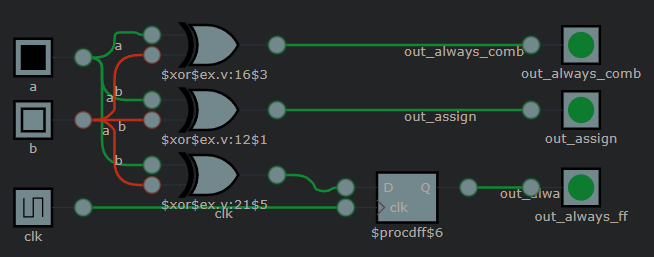 a
out_always_comb
a
$xor$ex.v:16$3
out_always_comb
b
a
out_assign
b
a
b
$xor$ex.v:12$1
out_assign
b
D Q
out_alwa
$xor$ex.v:21$5
clk
clk
out_always_ff
clk
$procdff$6